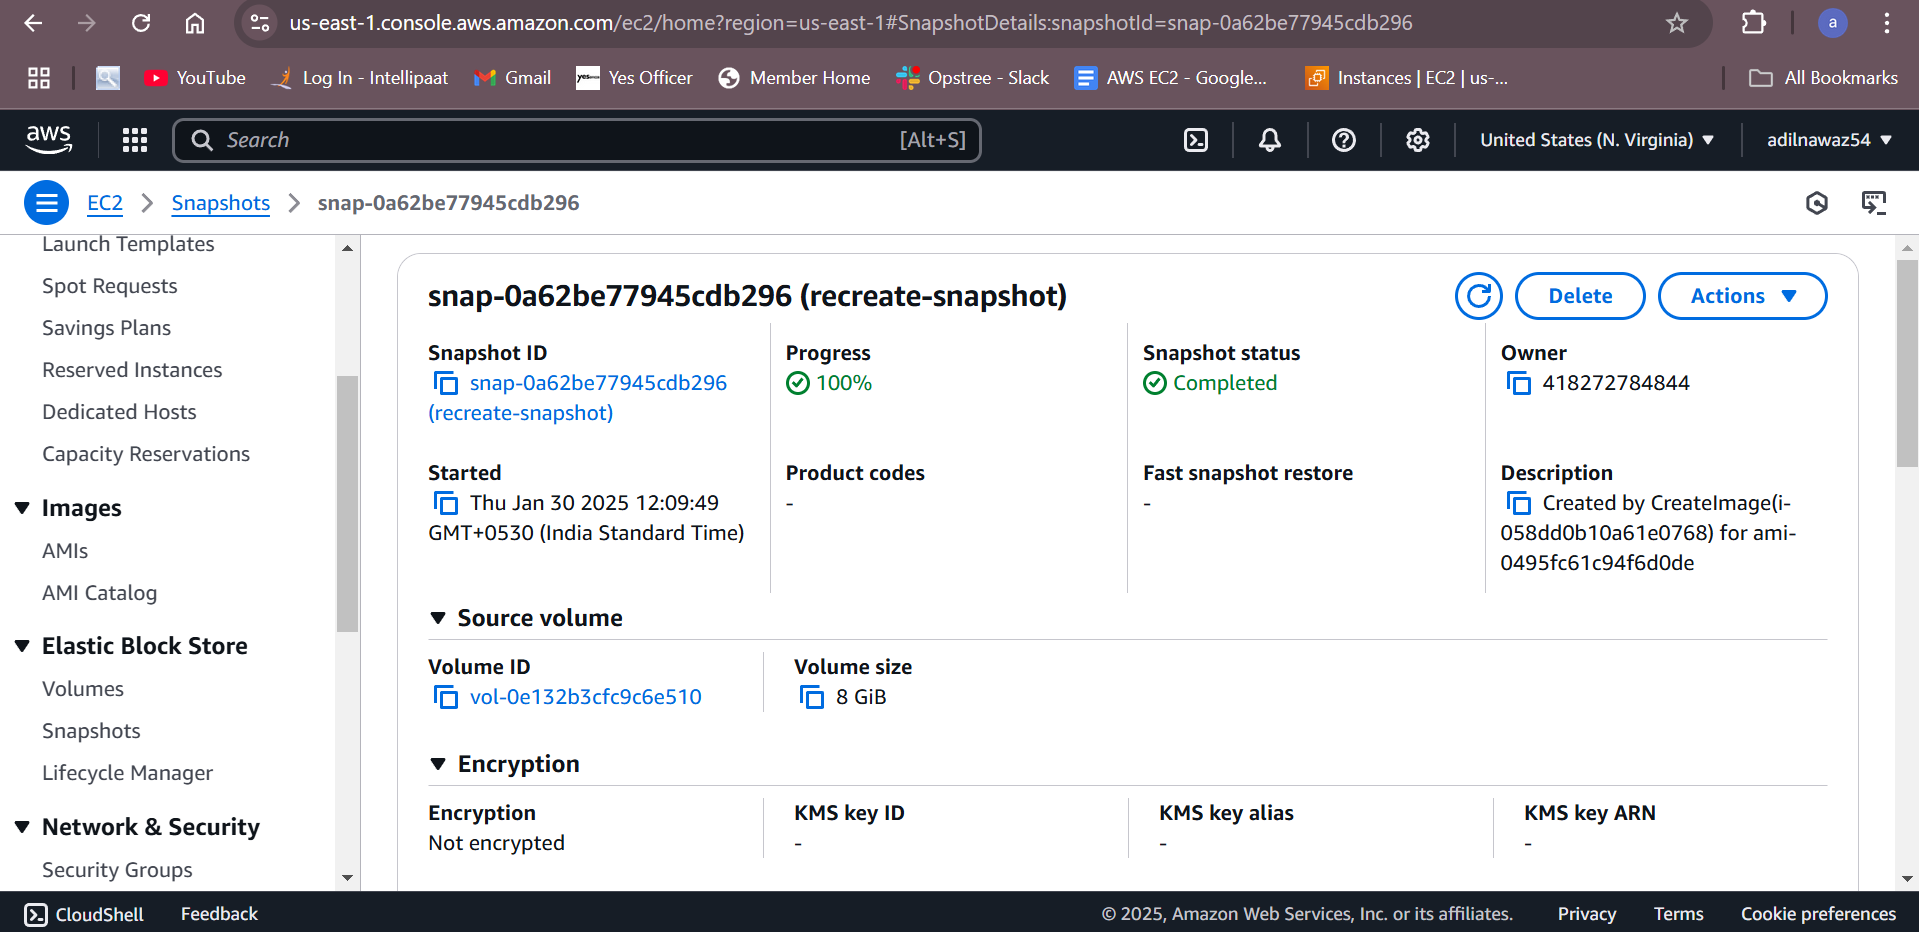 us-east-1.console.aws.amazon.com/ec2/home?region=us-east-1#SnapshotDetails:snapshotId=snap-0a62be77945cdb296
a
YouTube
Log In - Intellipaat
Gmail
Yes Officer
Member Home
Opstree - Slack
AWS EC2 - Google...
Instances | EC2 | us-...
All Bookmarks
aws
Search
[Alt+S]
United States (N. Virginia)
adilnawaz54
EC2
Snapshots
snap-0a62be77945cdb296
Launch Templates
Spot Requests
Savings Plans
Reserved Instances
Dedicated Hosts
Capacity Reservations
Images
AMIs
AMI Catalog
Elastic Block Store
Volumes
Snapshots
Lifecycle Manager
Network & Security
Security Groups
snap-0a62be77945cdb296 (recreate-snapshot)
Delete
Actions
Snapshot ID
snap-0a62be77945cdb296
(recreate-snapshot)
Progress
100%
Snapshot status
Completed
Owner
418272784844
Started
Thu Jan 30 2025 12:09:49
GMT+0530 (India Standard Time)
Product codes
-
Fast snapshot restore
-
Description
Created by CreateImage(i-
058dd0b10a61e0768) for ami-
0495fc61c94f6d0de
Source volume
Volume ID
vol-0e132b3cfc9c6e510
Volume size
8 GiB
Encryption
Encryption
Not encrypted
KMS key ID
-
KMS key alias
-
KMS key ARN
-
CloudShell
Feedback
© 2025, Amazon Web Services, Inc. or its affiliates.
Privacy
Terms
Cookie preferences